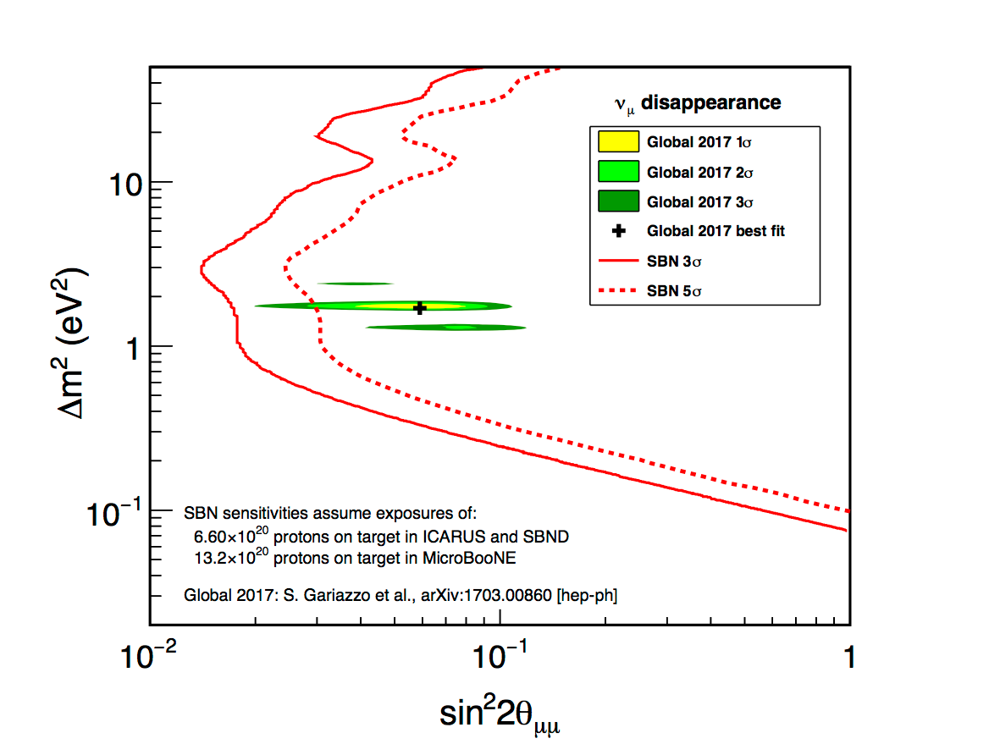 ν_μ disappearance
Global 2017 1σ
Global 2017 2σ
Global 2017 3σ
Global 2017 best fit
SBN 3σ
SBN 5σ
10
1
10⁻¹
Δm² (eV²)
SBN sensitivities assume exposures of:
6.60×10²⁰ protons on target in ICARUS and SBND
13.2×10²⁰ protons on target in MicroBooNE
Global 2017: S. Gariazzo et al., arXiv:1703.00860 [hep-ph]
10⁻² 10⁻¹ 1
sin²2θ_μμ